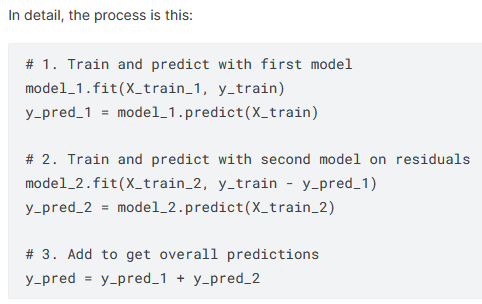 In detail, the process is this:
# 1. Train and predict with first model
model_1.fit(X_train_1, y_train)
y_pred_1 = model_1.predict(X_train)
# 2. Train and predict with second model on residuals
model_2.fit(X_train_2, y_train - y_pred_1)
y_pred_2 = model_2.predict(X_train_2)
# 3. Add to get overall predictions
y_pred = y_pred_1 + y_pred_2